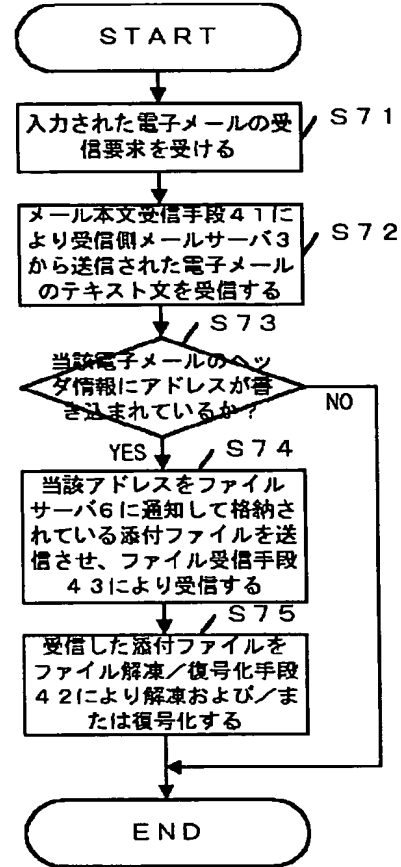 START
S71
入力された電子メールの受
信要求を受ける
S72
メール本文受信手段41によ
り受信側メールサーバ3
から送信された電子メール
のテキスト文を受信する
S73
当該電子メールのヘッ
ダ情報にアドレスが書
き込まれているか?
NO
YES
S74
当該アドレスをファイル
サーバ6に通知して格納さ
れている添付ファイルを送
信させ、ファイル受信手段
43により受信する
S75
受信した添付ファイルを
ファイル解凍/復号化手段
42により解凍および/ま
たは復号化する
END